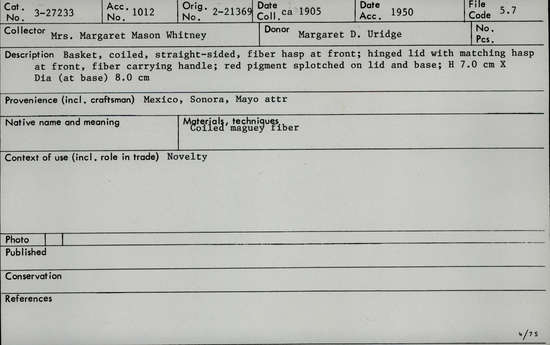 Cat. No. 3-27233 Acc. No. 1012 Orig. No. 2-21369 Date Coll. ca 1905 Date Acc. 1950 File Code 5.7
Collector Mrs. Margaret Mason Whitney Donor Margaret D. Uridge No. Pcs.
Description Basket, coiled, straight-sided, fiber hasp at front; hinged lid with matching hasp
at front, fiber carrying handle; red pigment splotched on lid and base; H 7.0 cm X
Dia (at base) 8.0 cm
Provenience (incl. craftsman) Mexico, Sonora, Mayo attr
Native name and meaning Materials, techniques
Coiled maguey fiber
Context of use (incl. role in trade) Novelty
Photo
Published
Conservation
References
4/75